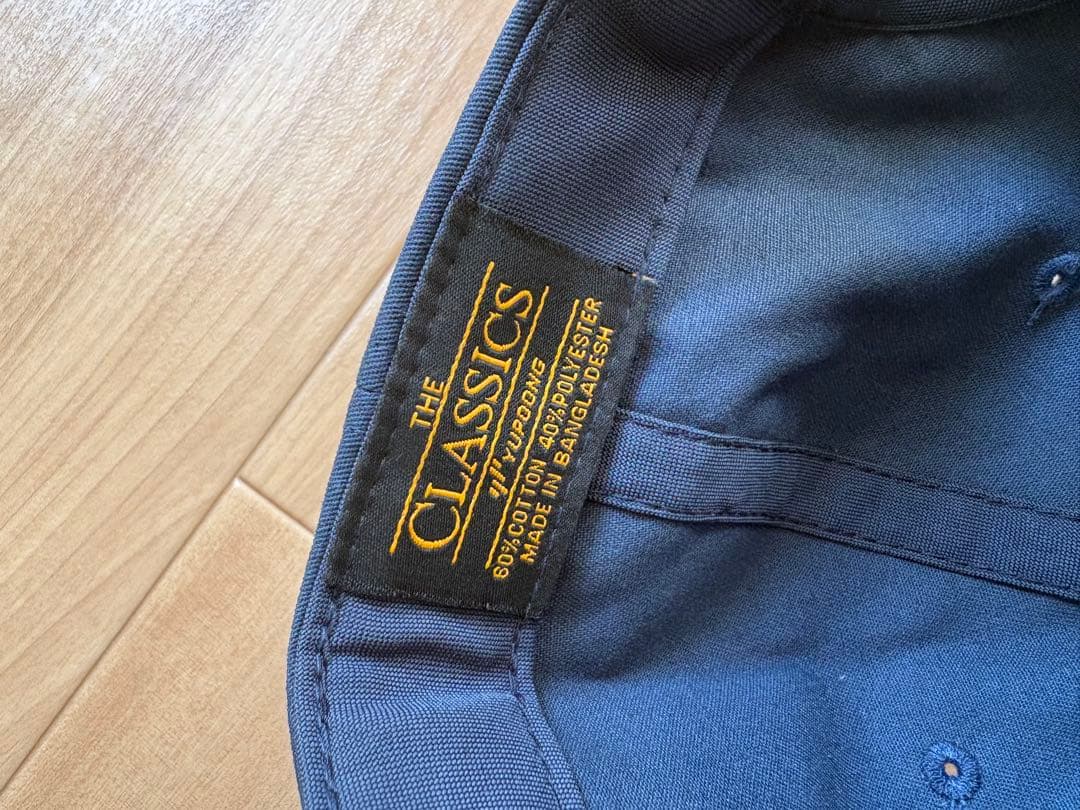 THE
CLASSICS
YUPOONG
60%COTTON 40%POLYESTER
MADE IN BANGLADESH